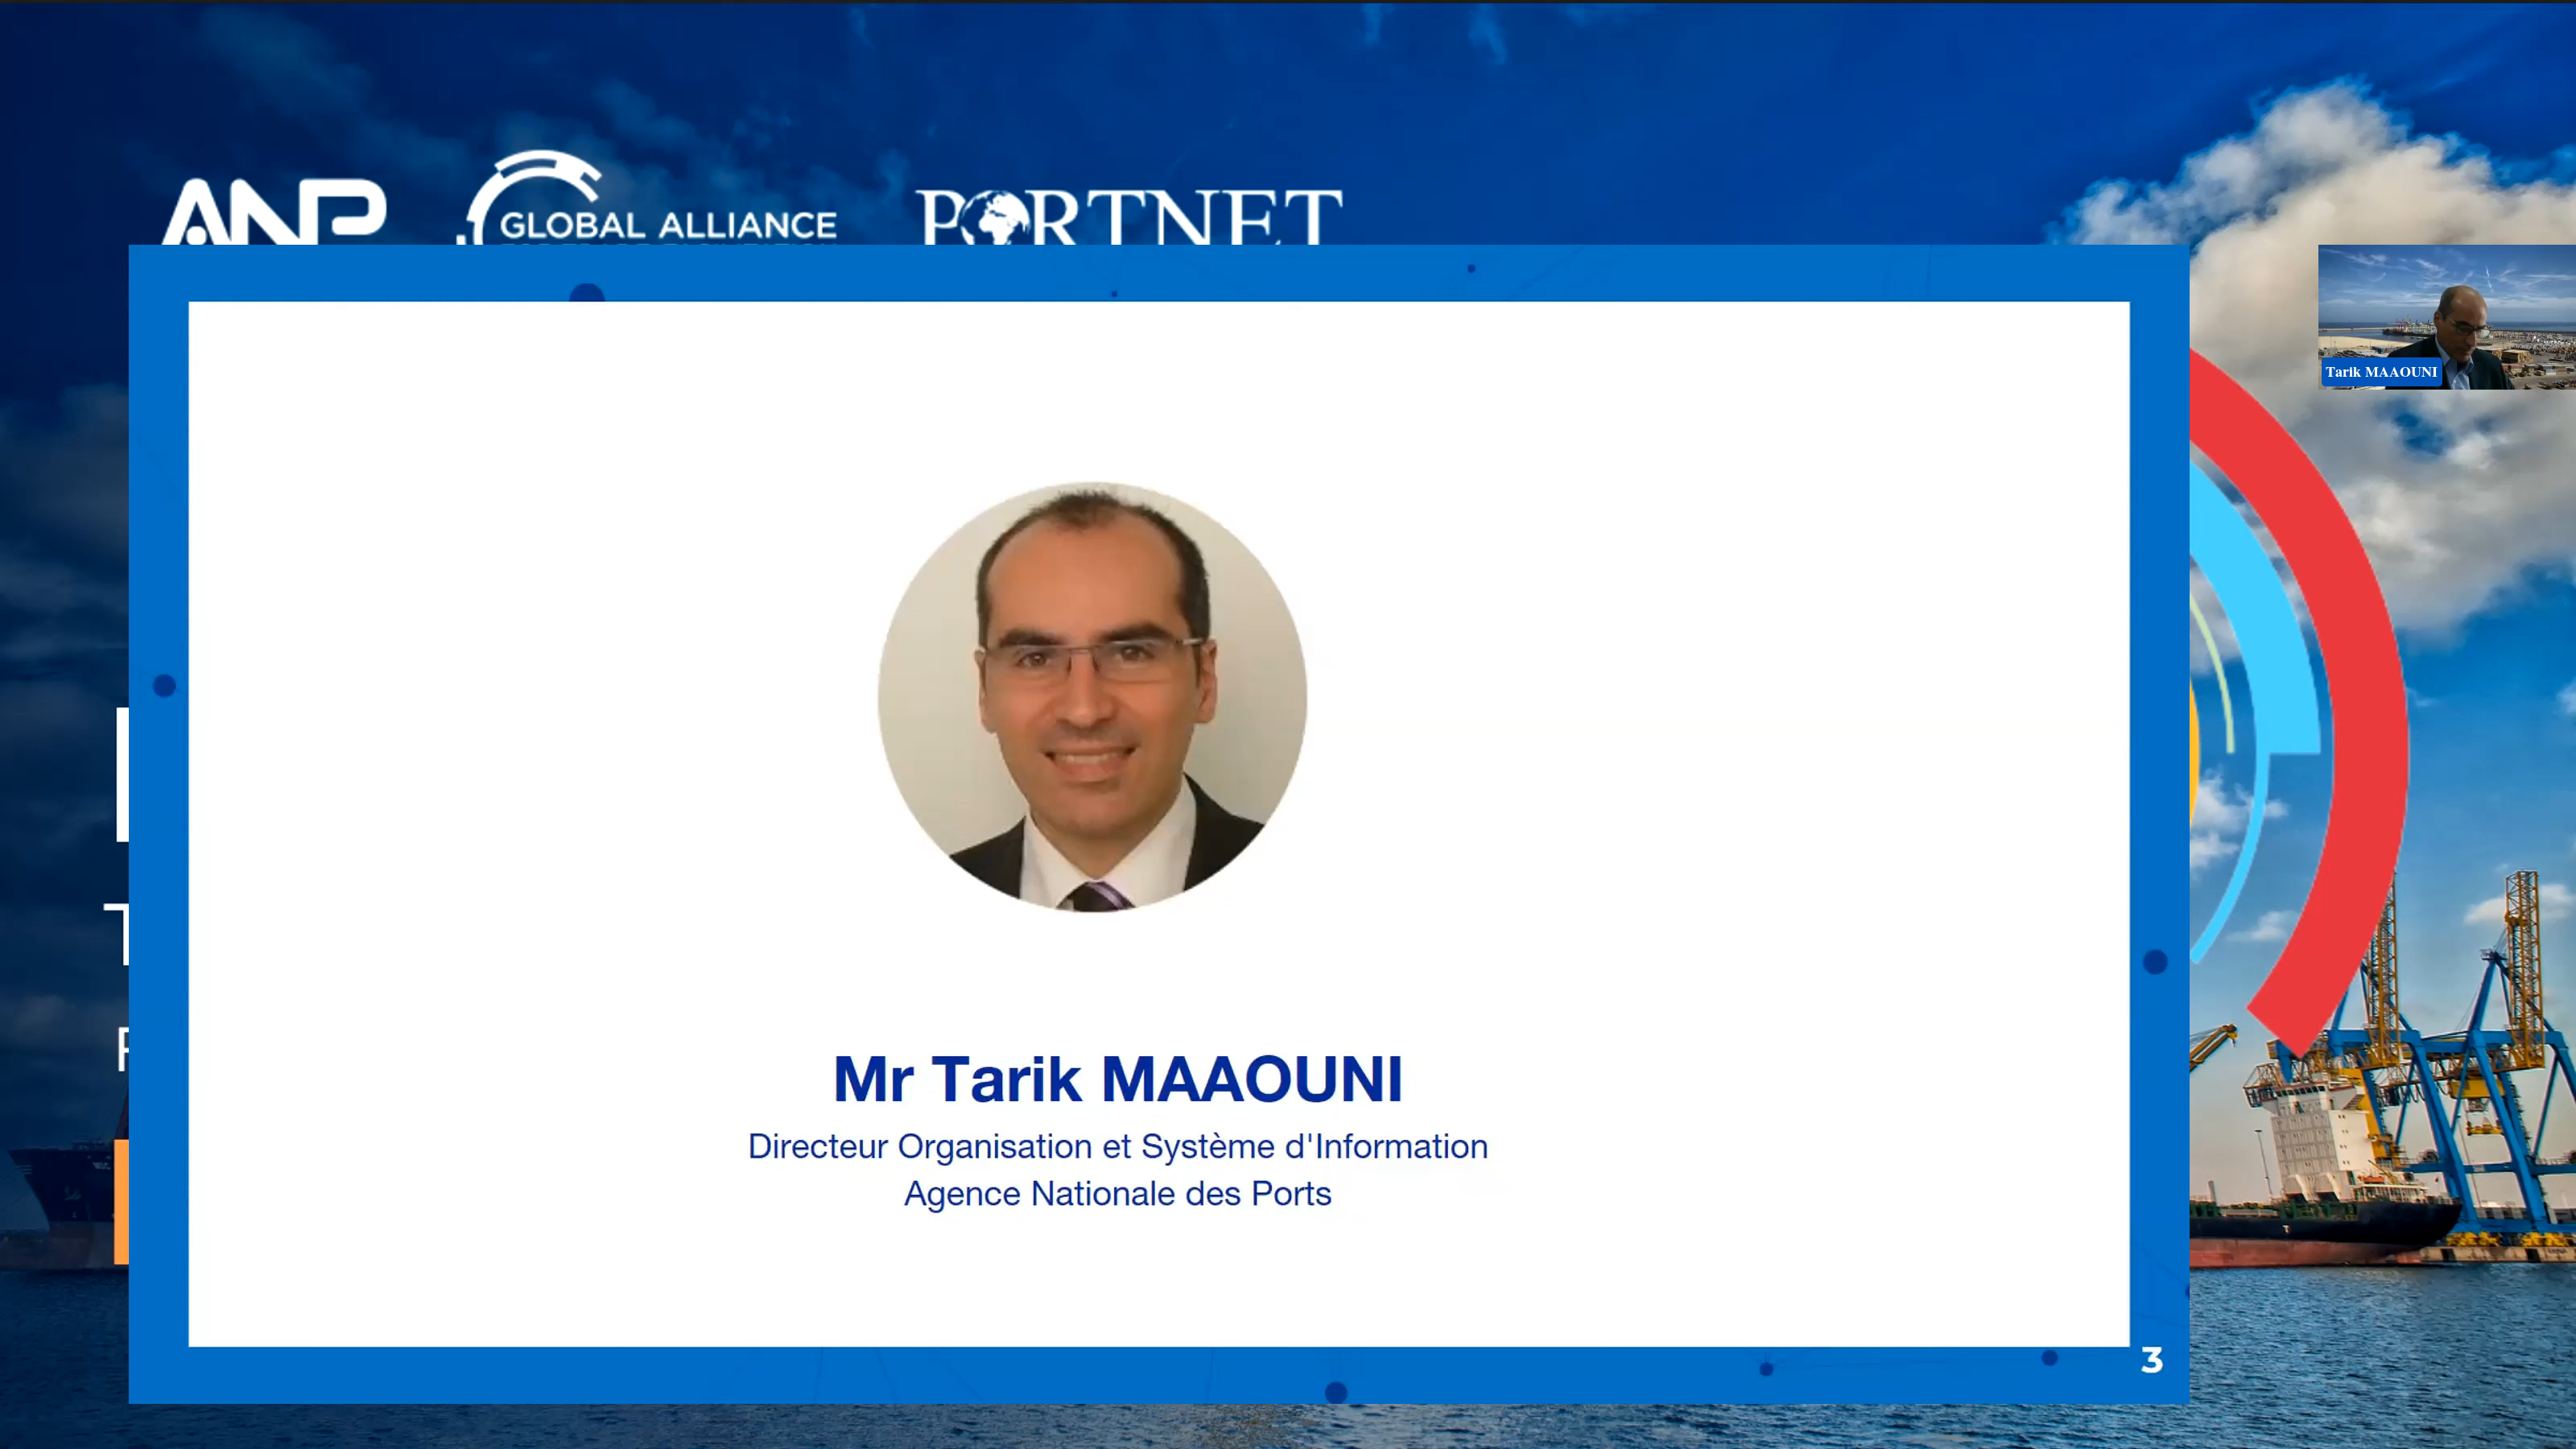 ANP
GLOBAL ALLIANCE
PORTNET
Tarik MAAOUNI
Mr Tarik MAAOUNI
Directeur Organisation et Système d'Information
Agence Nationale des Ports
3